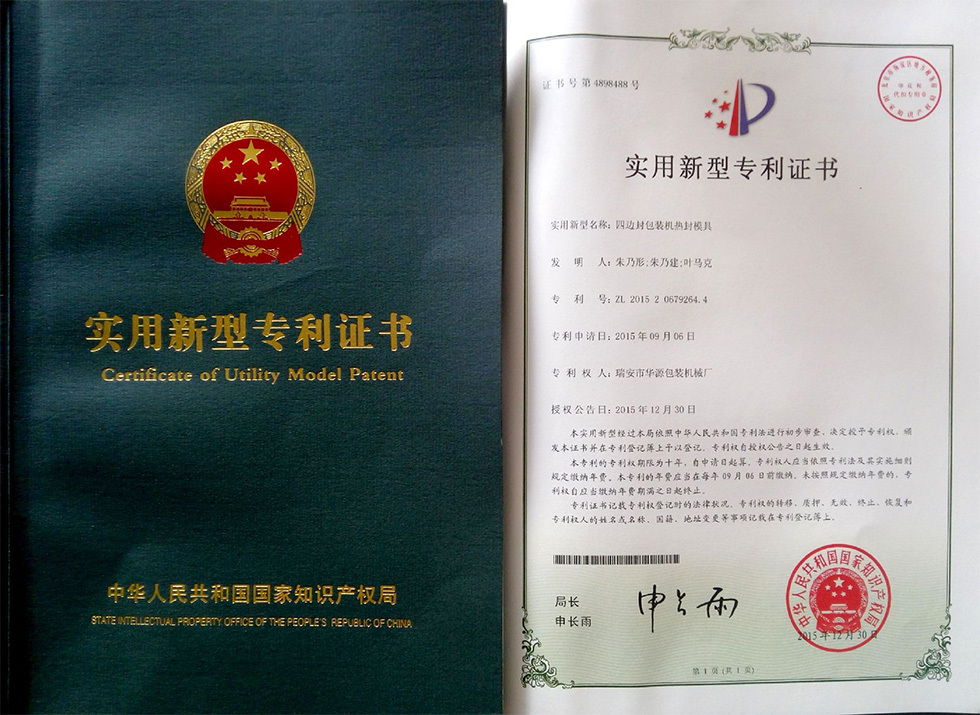 实用新型专利证书
Certificate of Utility Model Patent
中华人民共和国国家知识产权局
STATE INTELLECTUAL PROPERTY OFFICE OF THE PEOPLE'S REPUBLIC OF CHINA
证书号第4898488号
实用新型专利证书
实用新型名称：四边封包装机热封模具
发明人：朱乃形;朱乃建;叶马克
专利号：ZL 2015 2 0679264.4
专利申请日：2015年09月06日
专利权人：瑞安市华源包装机械厂
授权公告日：2015年12月30日
本实用新型经过本局依照中华人民共和国专利法进行初步审查，决定授予专利权，颁
发本证书并在专利登记簿上予以登记。专利权自授权公告之日起生效。
本专利的专利权期限为十年，自申请日起算。专利权人应当依照专利法及其实施细则
规定缴纳年费。本专利的年费应当在每年09月06日前缴纳。未按照规定缴纳年费的，专
利权自应当缴纳年费期满之日起终止。
专利证书记载专利权登记时的法律状况。专利权的转移、质押、无效、终止、恢复和
专利权人的姓名或名称、国籍、地址变更等事项记载在专利登记簿上。
局长
申长雨
申长雨
中华人民共和国国家知识产权局
2015年12月30日
第1页(共1页)